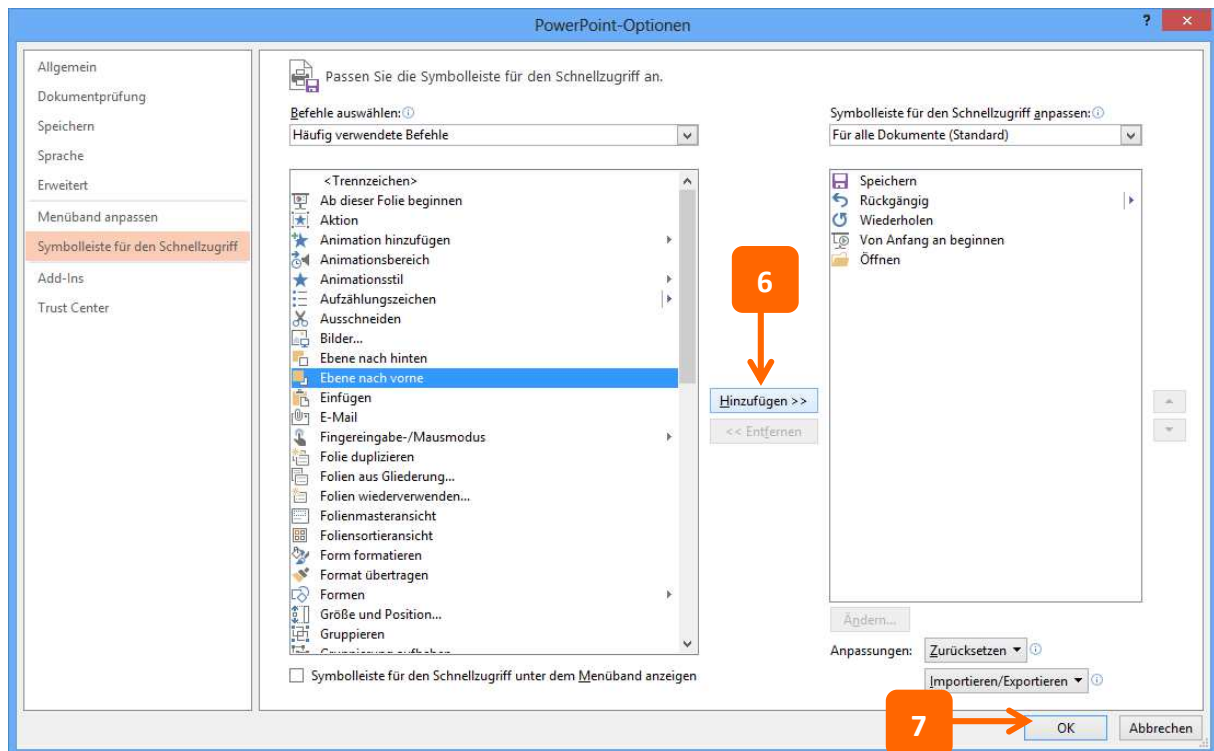 PowerPoint-Optionen
?
Allgemein
Dokumentprüfung
Speichern
Sprache
Erweitert
Menüband anpassen
Symbolleiste für den Schnellzugriff
Add-Ins
Trust Center
Passen Sie die Symbolleiste für den Schnellzugriff an.
Befehle auswählen:
Häufig verwendete Befehle
<Trennzeichen>
Ab dieser Folie beginnen
Aktion
Animation hinzufügen
Animationsbereich
Animationsstil
Aufzählungszeichen
Ausschneiden
Bilder...
Ebene nach hinten
Ebene nach vorne
Einfügen
E-Mail
Fingereingabe-/Mausmodus
Folie duplizieren
Folien aus Gliederung...
Folien wiederverwenden...
Folienmasteransicht
Foliensortieransicht
Form formatieren
Format übertragen
Formen
Größe und Position...
Gruppieren
Symbolleiste für den Schnellzugriff unter dem Menüband anzeigen
6
Hinzufügen >>
<< Entfernen
Symbolleiste für den Schnellzugriff anpassen:
Für alle Dokumente (Standard)
Speichern
Rückgängig
Wiederholen
Von Anfang an beginnen
Öffnen
Ändern...
Anpassungen: Zurücksetzen
Importieren/Exportieren
7
OK
Abbrechen